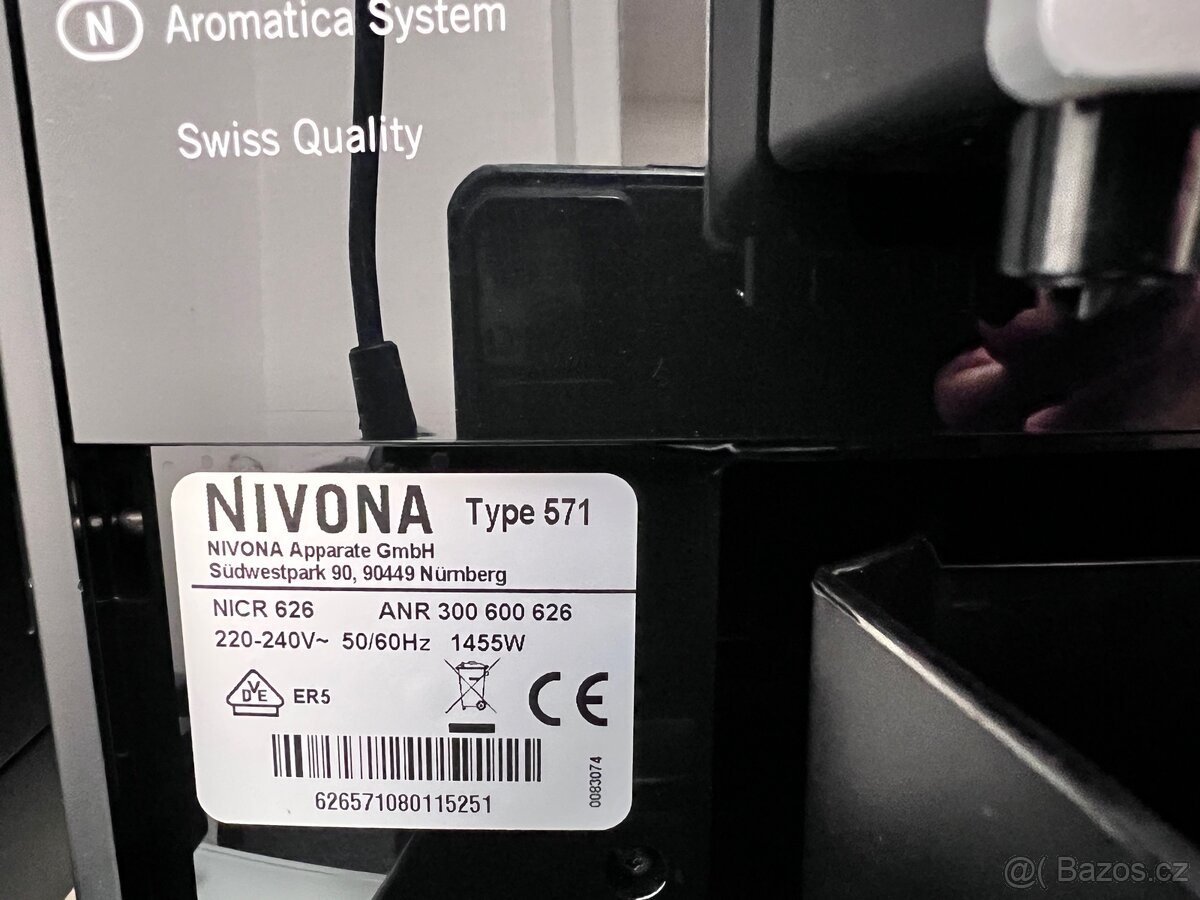 N Aromatica System
Swiss Quality
NIVONA Type 571
NIVONA Apparate GmbH
Südwestpark 90, 90449 Nürnberg
NICR 626 ANR 300 600 626
220-240V~ 50/60Hz 1455W
DVE ER5 CE
626571080115251
0083074
@( Bazos.cz